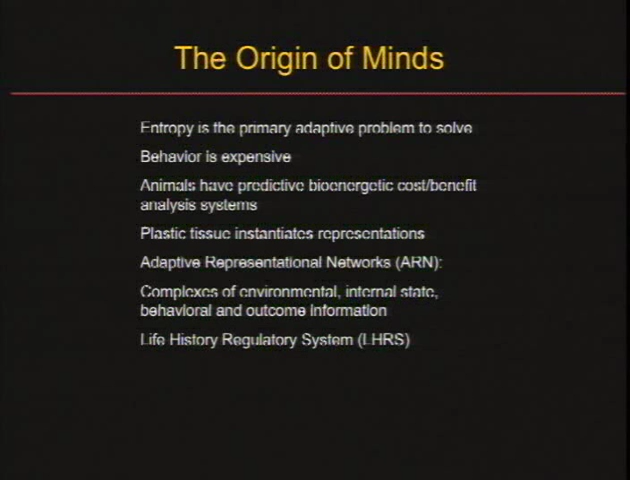 The Origin of Minds
Entropy is the primary adaptive problem to solve
Behavior is expensive
Animals have predictive bioenergetic cost/benefit
analysis systems
Plastic tissue instantiates representations
Adaptive Representational Networks (ARN):
Complexes of environmental, internal state,
behavioral and outcome information
Life History Regulatory System (LHRS)